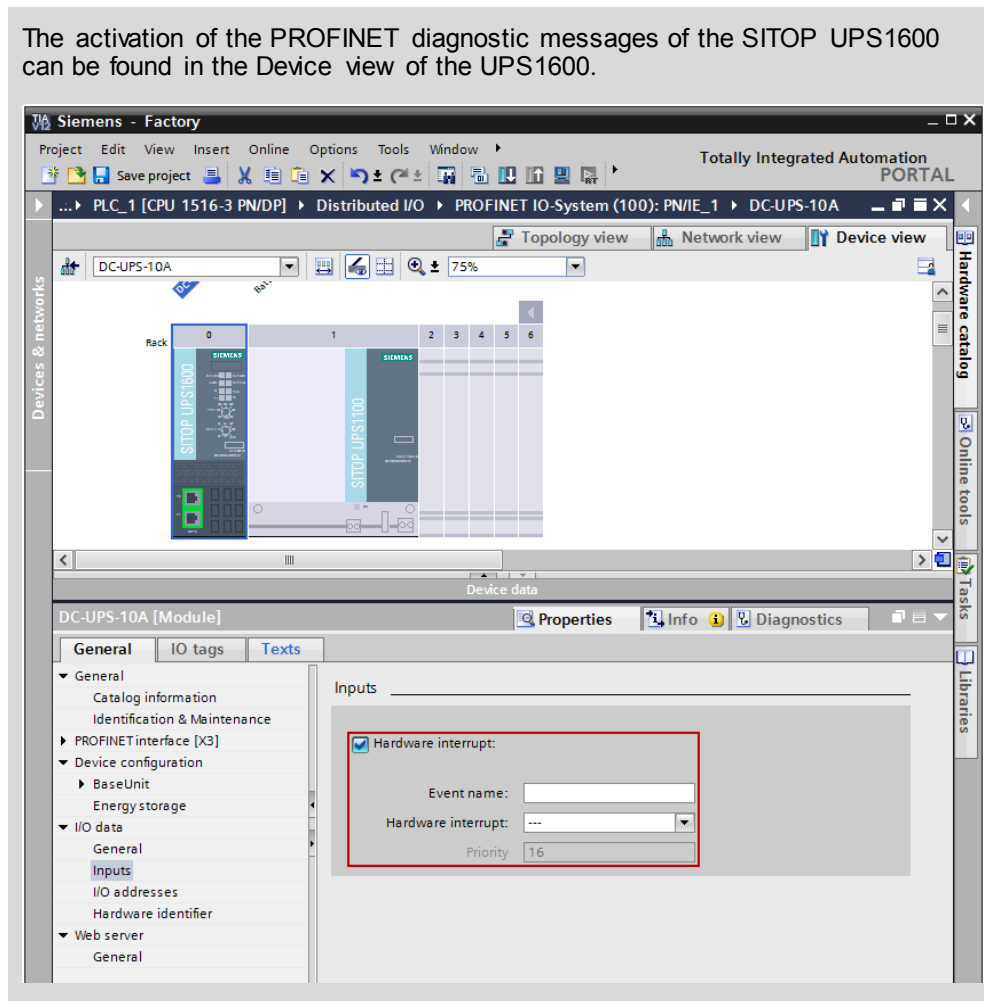 The activation of the PROFINET diagnostic messages of the SITOP UPS1600
can be found in the Device view of the UPS1600.
TIA V12 Siemens - Factory
Project Edit View Insert Online Options Tools Window
Totally Integrated Automation
PORTAL
Save project
... PLC_1 [CPU 1516-3 PN/DP] Distributed I/O PROFINET IO-System (100): PN/IE_1 DC-UPS-10A
Topology view Network view Device view
DC-UPS-10A 75%
Rack 0 1 2 3 4 5 6
SIEMENS SIEMENS
SITOP UPS1600
SITOP UPS1100
Devices & networks
Hardware catalog
Online tools
Tasks
Libraries
Device data
DC-UPS-10A [Module] Properties Info Diagnostics
General IO tags Texts
General
Catalog information
Identification & Maintenance
PROFINET interface [X3]
Device configuration
BaseUnit
Energy storage
I/O data
General
Inputs
I/O addresses
Hardware identifier
Web server
General
Inputs
Hardware interrupt:
Event name:
Hardware interrupt: ---
Priority 16